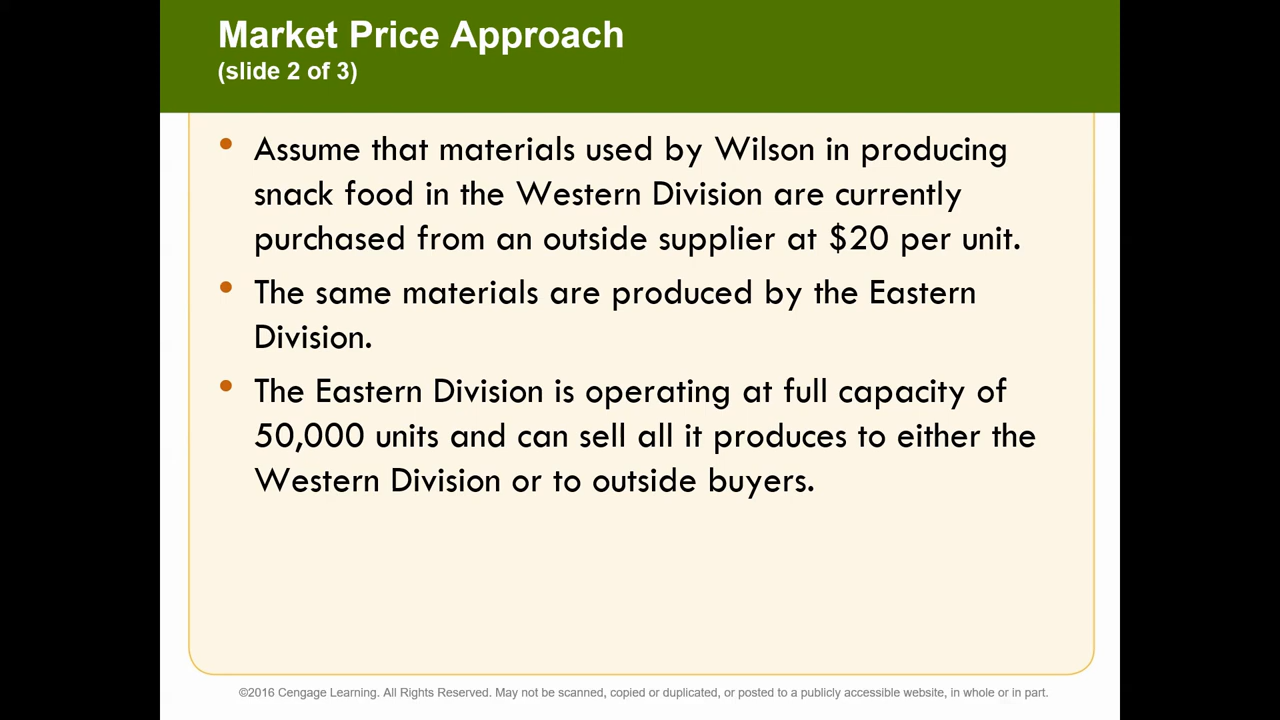 Market Price Approach
(slide 2 of 3)
• Assume that materials used by Wilson in producing
snack food in the Western Division are currently
purchased from an outside supplier at $20 per unit.
• The same materials are produced by the Eastern
Division.
• The Eastern Division is operating at full capacity of
50,000 units and can sell all it produces to either the
Western Division or to outside buyers.
©2016 Cengage Learning. All Rights Reserved. May not be scanned, copied or duplicated, or posted to a publicly accessible website, in whole or in part.